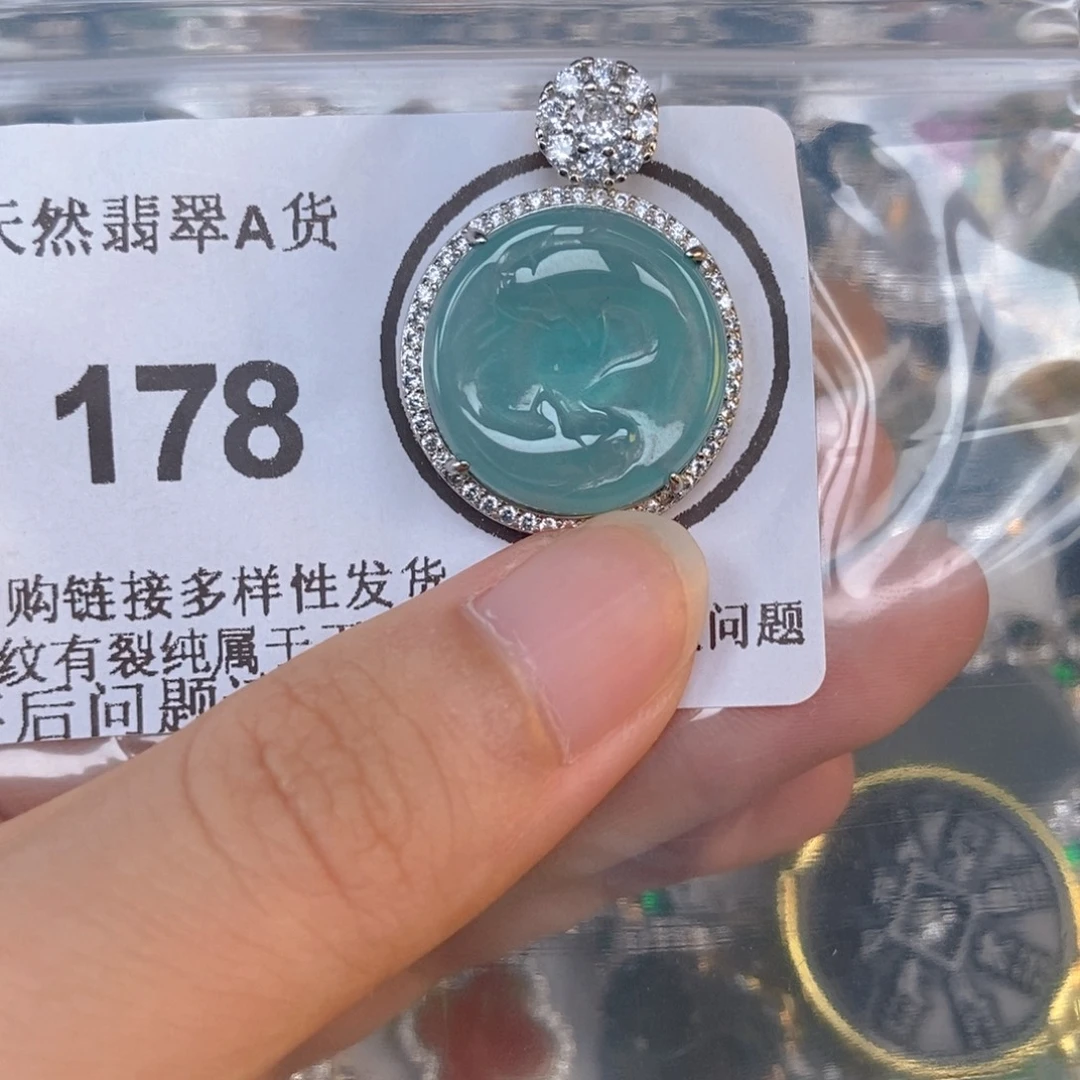 天然翡翠A货
178
购链接多样性发货
纹有裂纯属于
后问题
问题